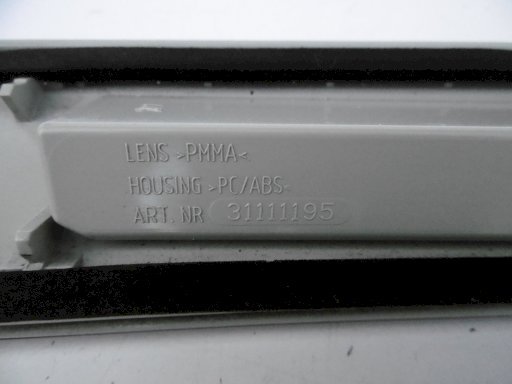 LENS >PMMA<
HOUSING >PC/ABS<
ART. NR 31111195